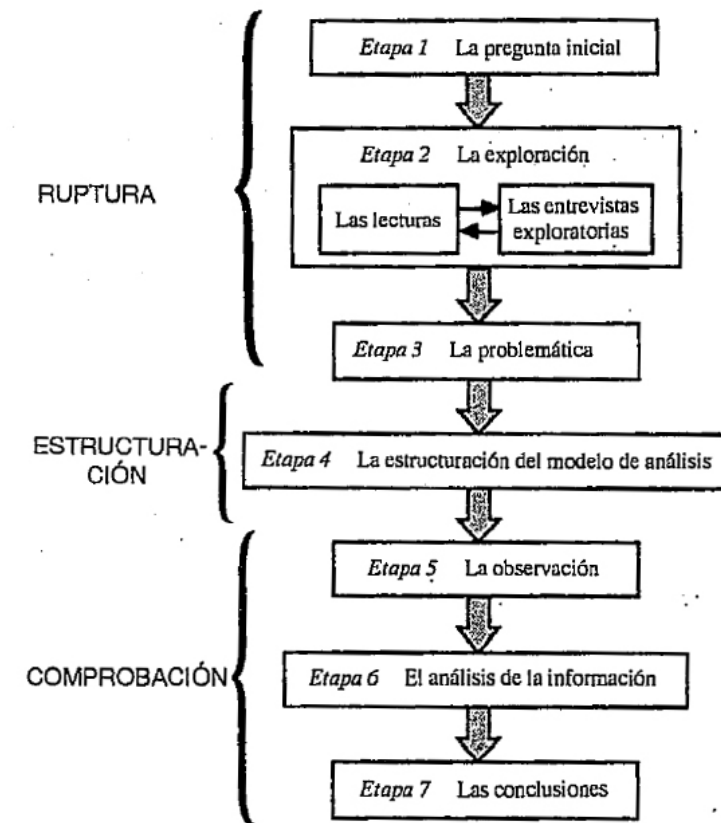 Etapa 1 La pregunta inicial
Etapa 2 La exploración
Las lecturas
Las entrevistas
exploratorias
RUPTURA
Etapa 3 La problemática
ESTRUCTURA-
CIÓN
Etapa 4 La estructuración del modelo de análisis
Etapa 5 La observación
COMPROBACIÓN
Etapa 6 El análisis de la información
Etapa 7 Las conclusiones